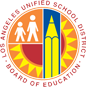 LOS ANGELES UNIFIED SCHOOL DISTRICT
BOARD OF EDUCATION